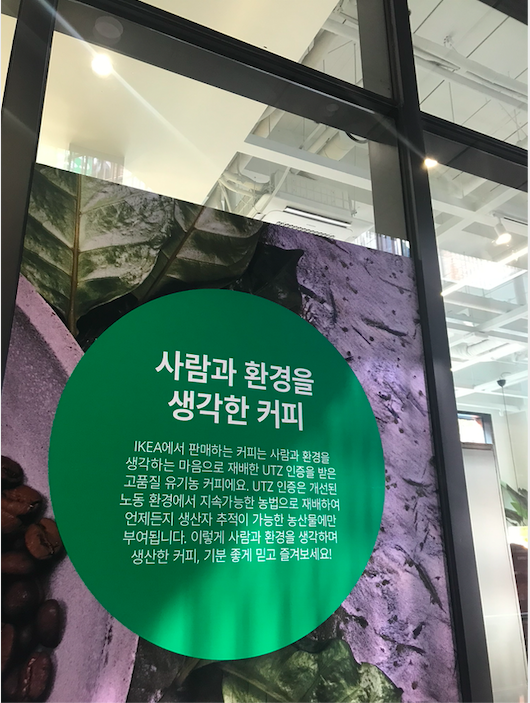 사람과 환경을
생각한 커피
IKEA에서 판매하는 커피는 사람과 환경을
생각하는 마음으로 재배한 UTZ 인증을 받은
고품질 유기농 커피에요. UTZ 인증은 개선된
노동 환경에서 지속가능한 농법으로 재배하여
언제든지 생산자 추적이 가능한 농산물에만
부여됩니다. 이렇게 사람과 환경을 생각하며
생산한 커피, 기분 좋게 믿고 즐겨보세요!